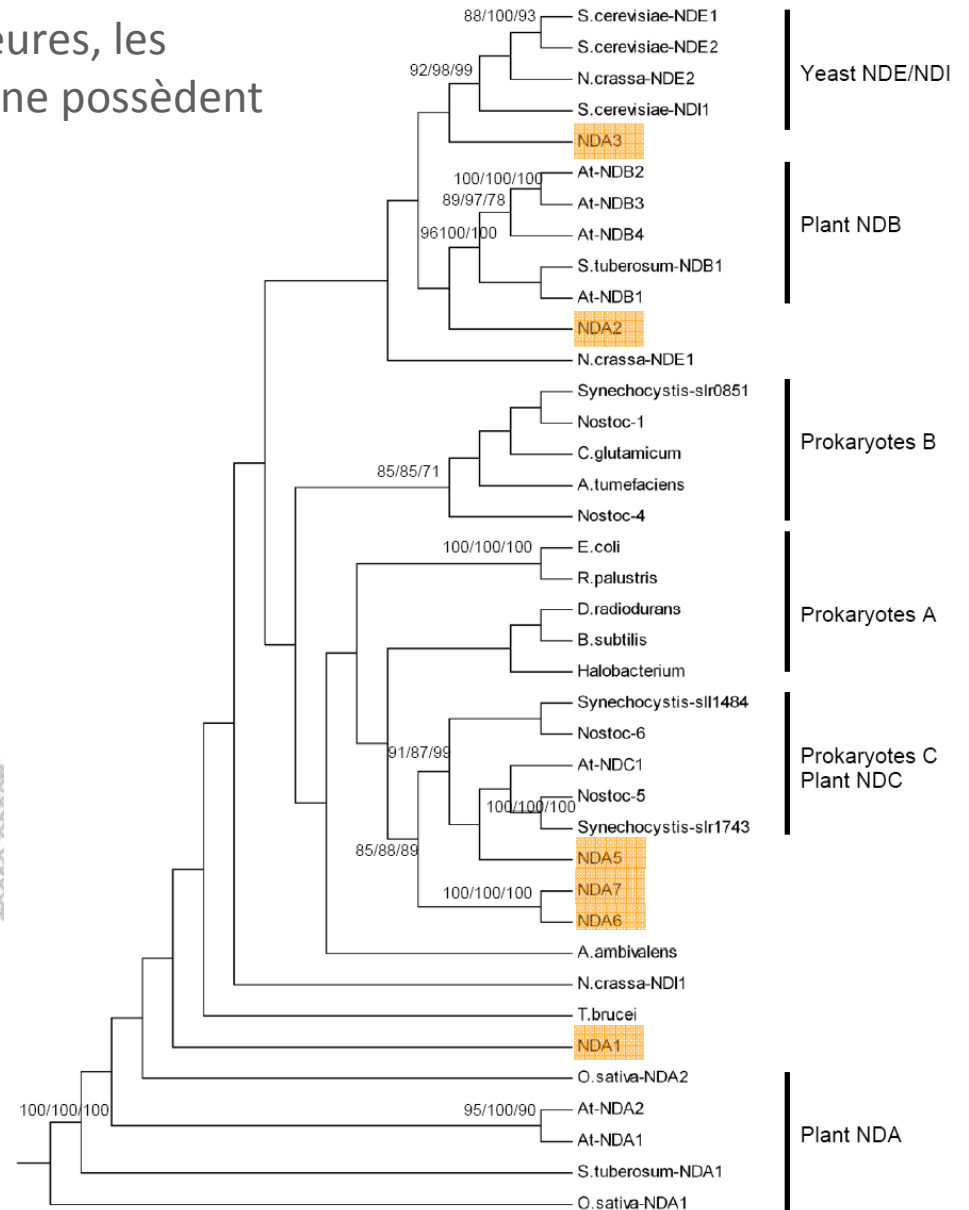 eures, les
ne possèdent
88/100/93
S.cerevisiae-NDE1
S.cerevisiae-NDE2
Yeast NDE/NDI
92/98/99
N.crassa-NDE2
S.cerevisiae-NDI1
NDA3
100/100/100
At-NDB2
89/97/78
At-NDB3
Plant NDB
96100/100
At-NDB4
S.tuberosum-NDB1
At-NDB1
NDA2
N.crassa-NDE1
Synechocystis-slr0851
Nostoc-1
Prokaryotes B
C.glutamicum
85/85/71
A.tumefaciens
Nostoc-4
100/100/100
E.coli
R.palustris
D.radiodurans
Prokaryotes A
B.subtilis
Halobacterium
Synechocystis-sll1484
Nostoc-6
91/87/99
Prokaryotes C
Plant NDC
At-NDC1
Nostoc-5
100/100/100
Synechocystis-slr1743
85/88/89
NDA5
100/100/100
NDA7
NDA6
A.ambivalens
N.crassa-NDI1
T.brucei
NDA1
O.sativa-NDA2
100/100/100
95/100/90
At-NDA2
Plant NDA
At-NDA1
S.tuberosum-NDA1
O.sativa-NDA1